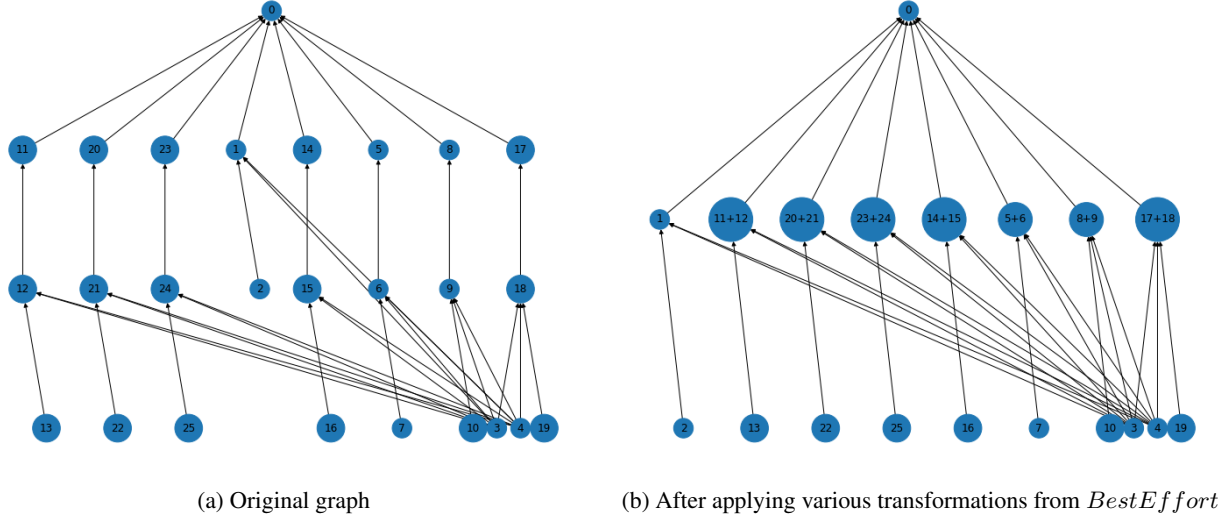 0
11 20 23 1 14 5 8 17
12 21 24 2 15 6 9 18
13 22 25 16 7 10 3 4 19
(a) Original graph
0
1 11+12 20+21 23+24 14+15 5+6 8+9 17+18
2 13 22 25 16 7 10 3 4 19
(b) After applying various transformations from BestEffort